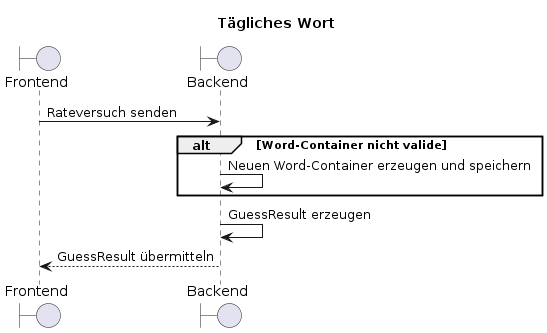 Tägliches Wort
Frontend
Backend
Rateversuch senden
alt
[Word-Container nicht valide]
Neuen Word-Container erzeugen und speichern
GuessResult erzeugen
GuessResult übermitteln
Frontend
Backend